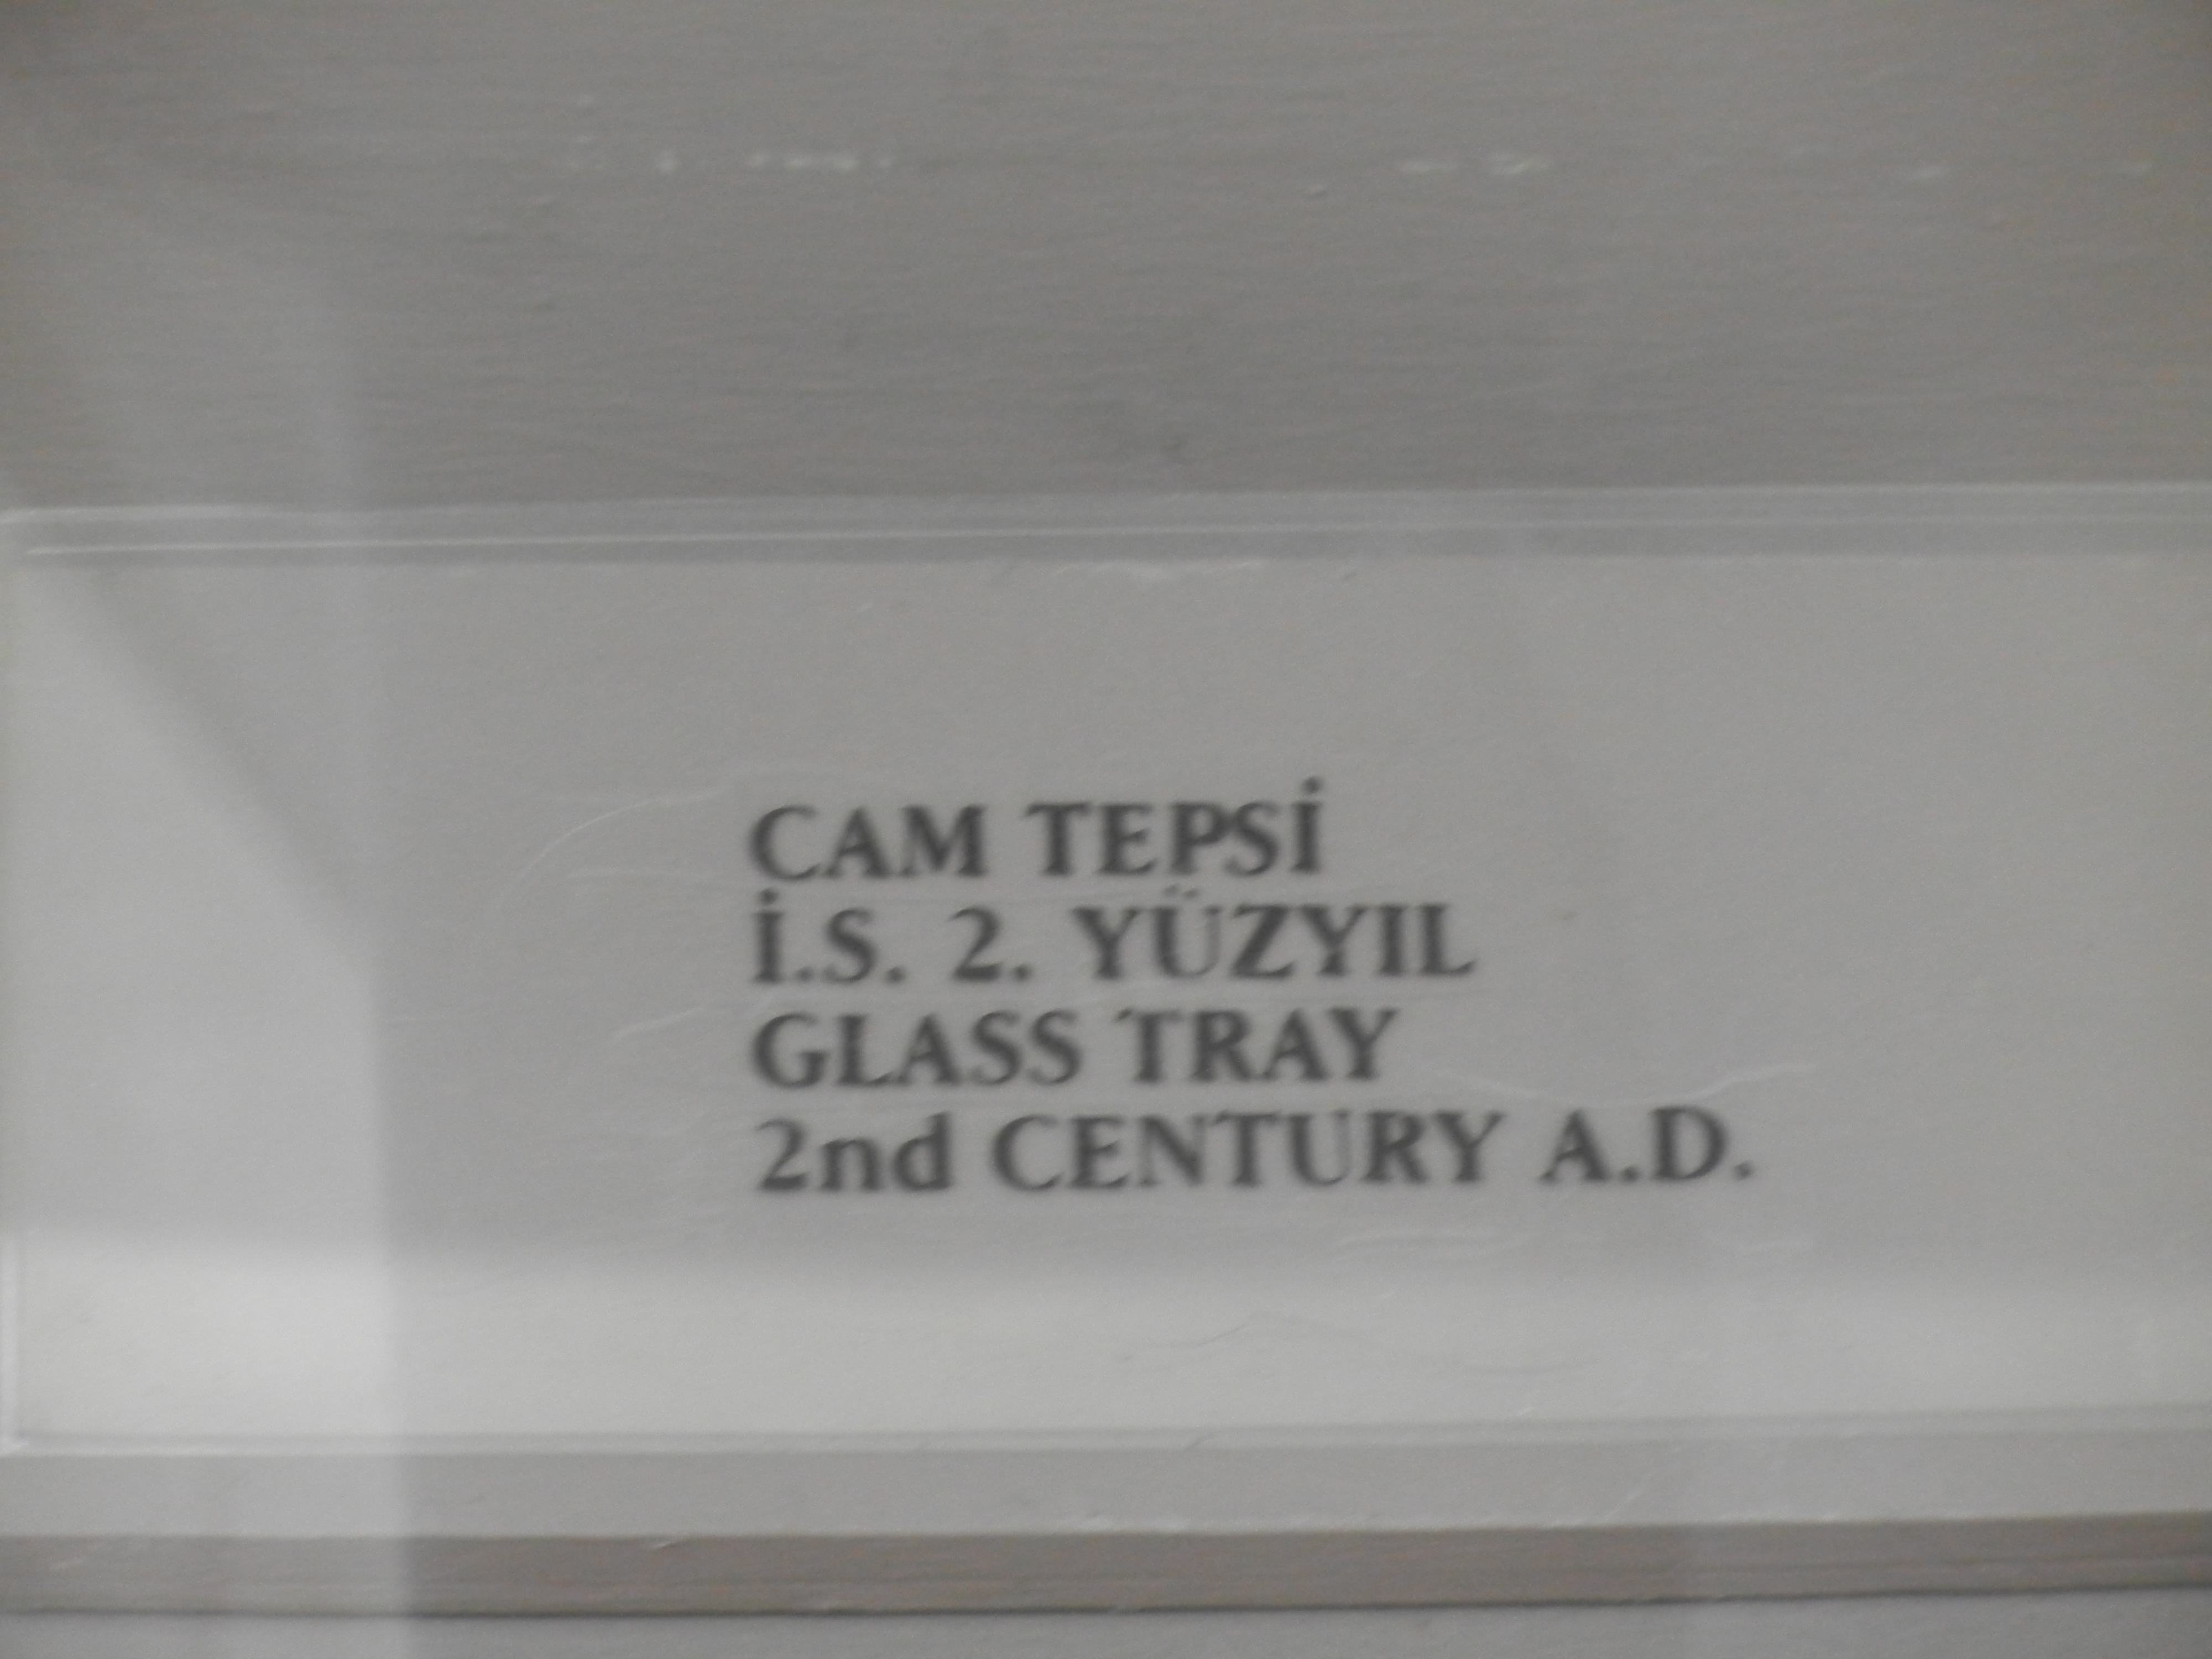 CAM TEPSİ
İ.S. 2. YÜZYIL
GLASS TRAY
2nd CENTURY A.D.